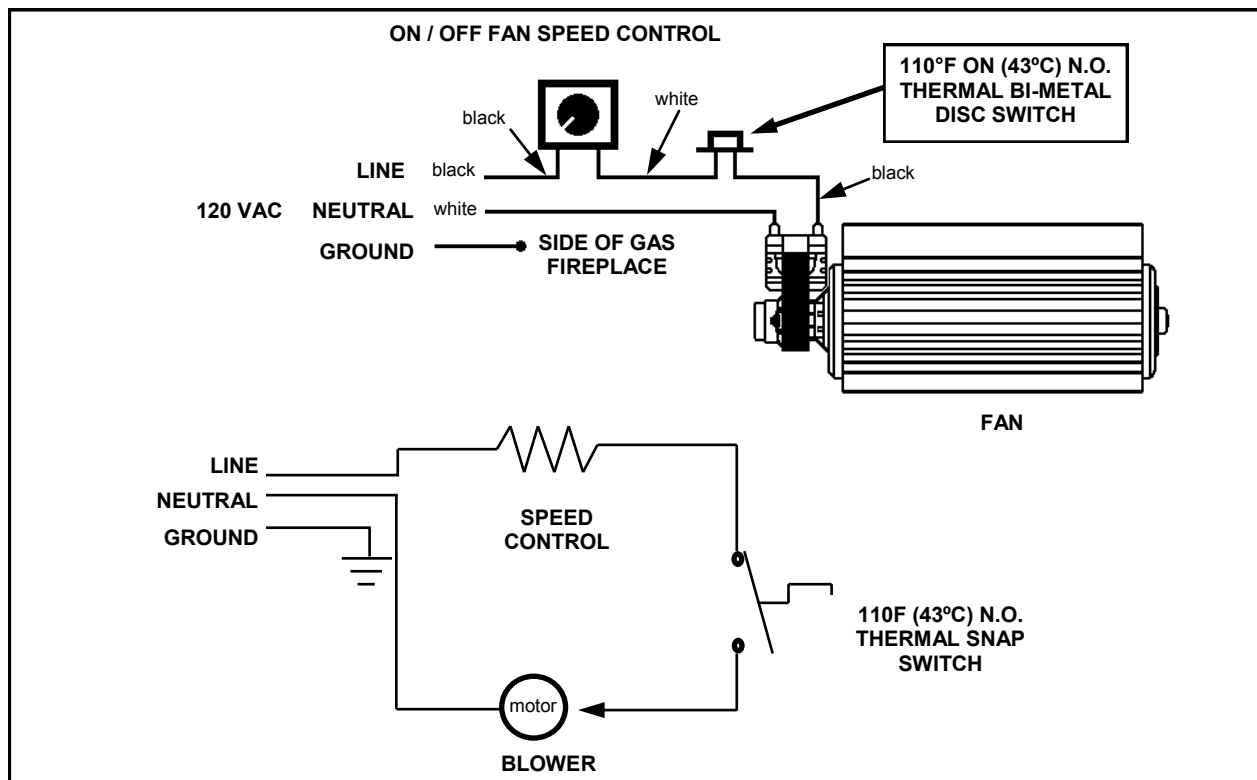 ON / OFF FAN SPEED CONTROL
110°F ON (43ºC) N.O.
THERMAL BI-METAL
DISC SWITCH
white
black
LINE black
black
120 VAC NEUTRAL white
GROUND
SIDE OF GAS
FIREPLACE
FAN
LINE
NEUTRAL
GROUND
SPEED
CONTROL
110F (43ºC) N.O.
THERMAL SNAP
SWITCH
motor
BLOWER